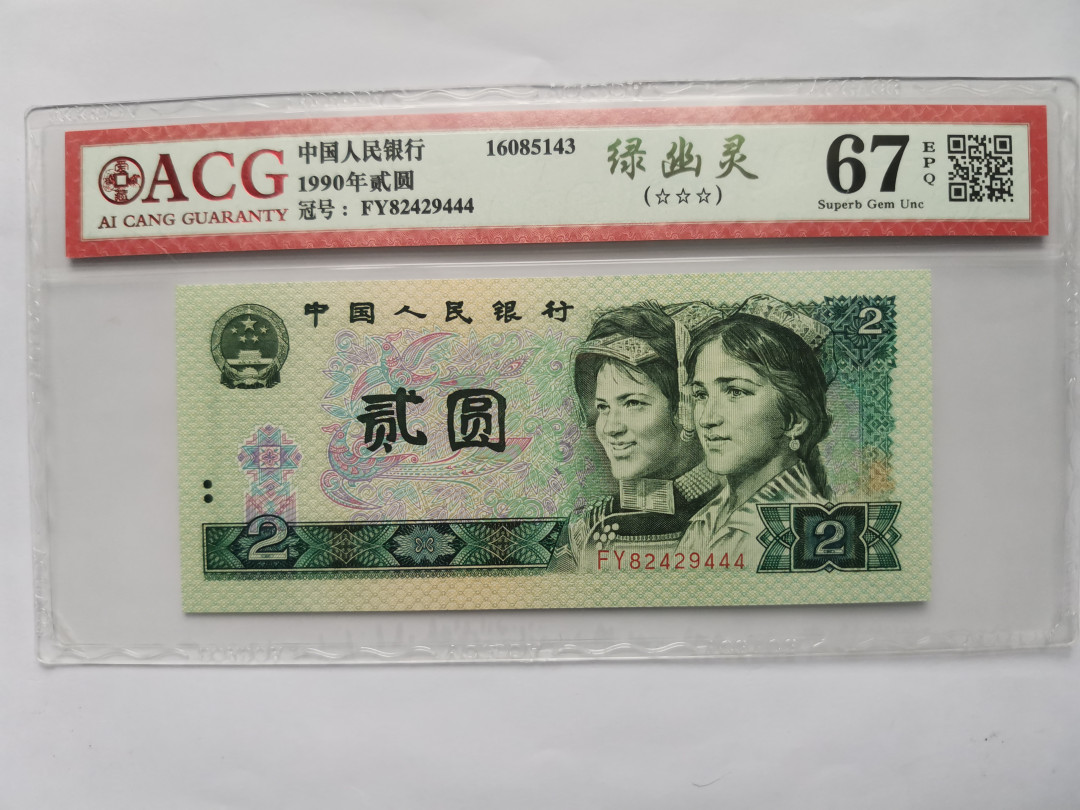 ACG
AI CANG GUARANTY
中国人民银行
1990年贰圆
冠号：FY82429444
16085143
绿幽灵
(☆☆☆)
67
EPQ
Superb Gem Unc
中国人民银行
2
贰圆
2
FY82429444
2